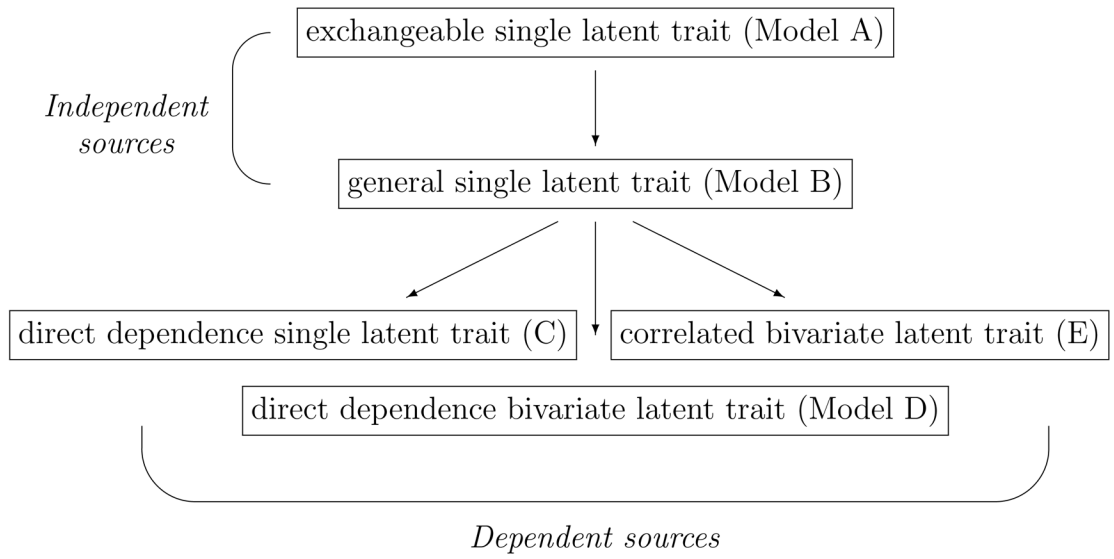 exchangeable single latent trait (Model A)
Independent
sources
general single latent trait (Model B)
direct dependence single latent trait (C)
correlated bivariate latent trait (E)
direct dependence bivariate latent trait (Model D)
Dependent sources